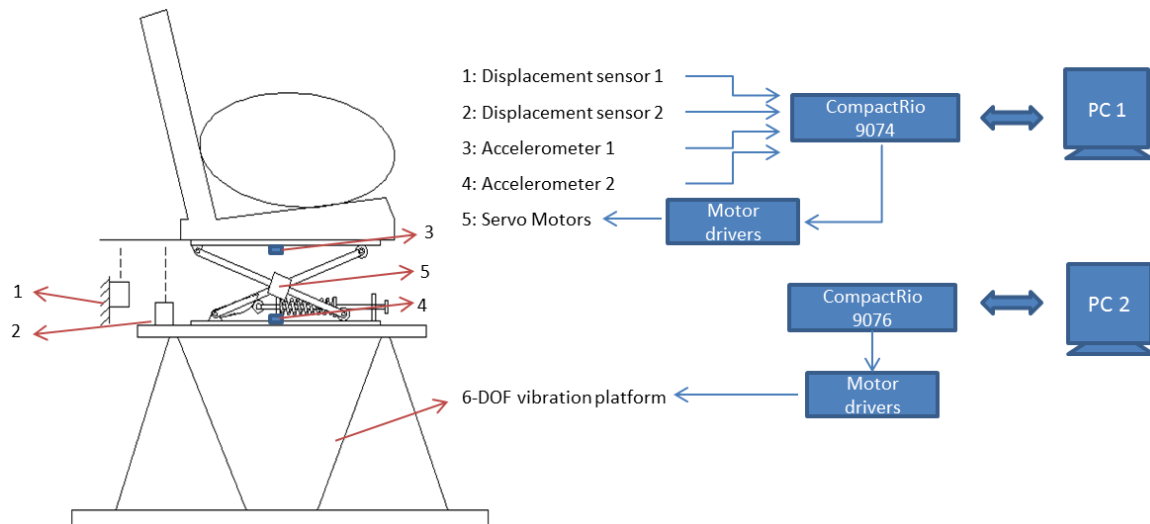 1: Displacement sensor 1
2: Displacement sensor 2
3: Accelerometer 1
4: Accelerometer 2
5: Servo Motors
CompactRio
9074
PC 1
Motor
drivers
3
5
4
1
2
CompactRio
9076
PC 2
Motor
drivers
6-DOF vibration platform